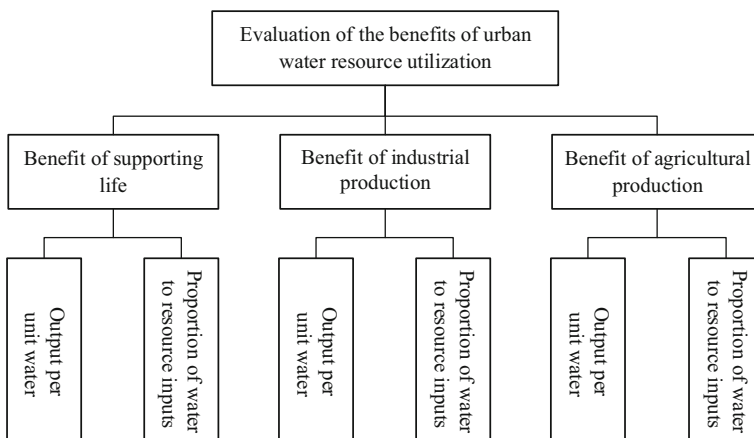 Evaluation of the benefits of urban
water resource utilization
Benefit of supporting
life
Benefit of industrial
production
Benefit of agricultural
production
Output per
unit water
Proportion of water
to resource inputs
Output per
unit water
Proportion of water
to resource inputs
Output per
unit water
Proportion of water
to resource inputs